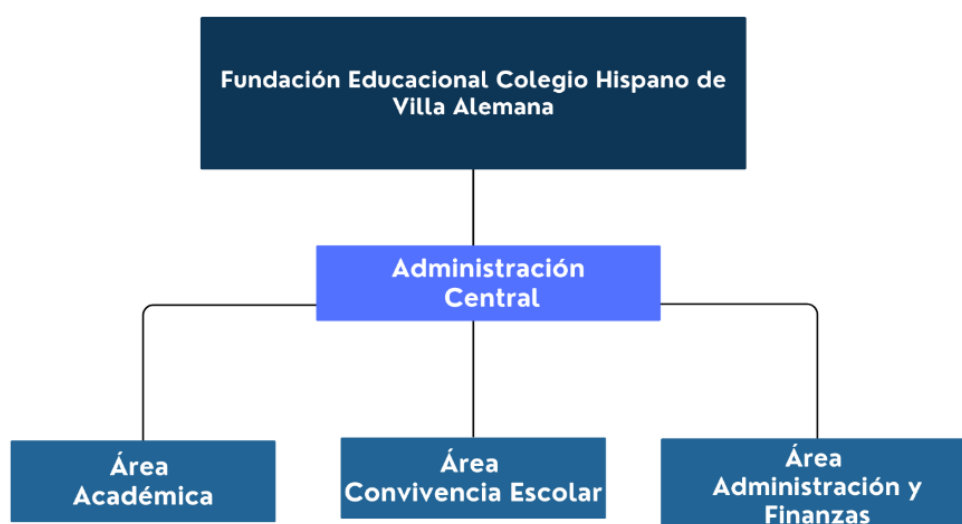 Fundación Educacional Colegio Hispano de
Villa Alemana
Administración
Central
Área
Académica
Área
Convivencia Escolar
Área
Administración y
Finanzas